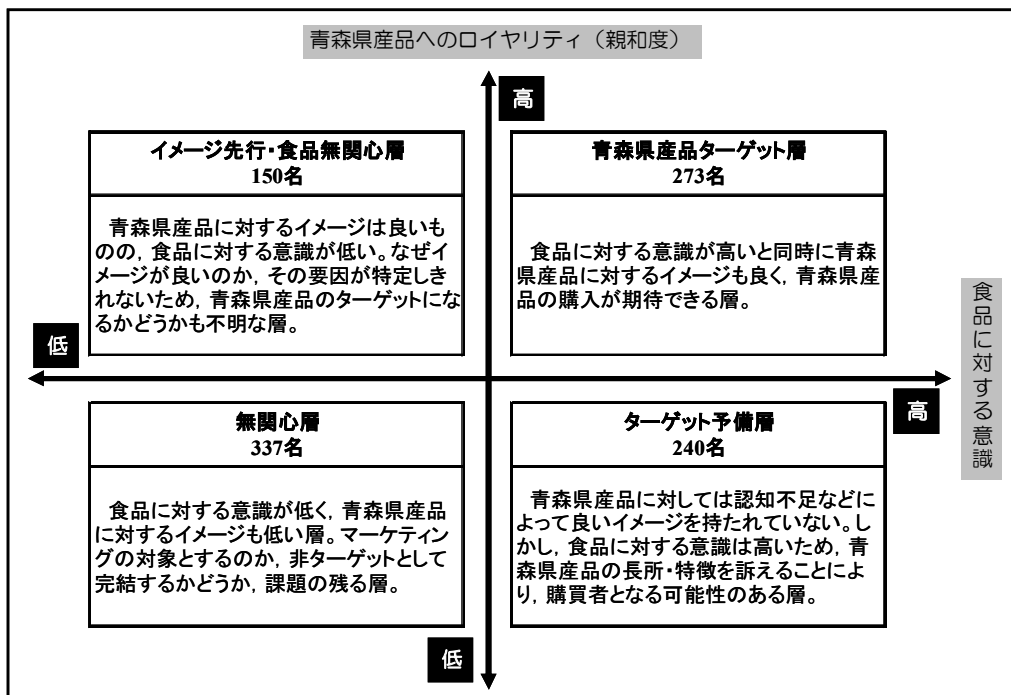 青森県産品へのロイヤリティ（親和度）
高
イメージ先行・食品無関心層
150名
青森県産品に対するイメージは良いも
のの，食品に対する意識が低い。なぜイ
メージが良いのか，その要因が特定しき
れないため，青森県産品のターゲットにな
るかどうかも不明な層。
青森県産品ターゲット層
273名
食品に対する意識が高いと同時に青森
県産品に対するイメージも良く，青森県産
品の購入が期待できる層。
低
高
食品に対する意識
無関心層
337名
食品に対する意識が低く，青森県産品
に対するイメージも低い層。マーケティン
グの対象とするのか，非ターゲットとして
完結するかどうか，課題の残る層。
ターゲット予備層
240名
青森県産品に対しては認知不足などに
よって良いイメージを持たれていない。し
かし，食品に対する意識は高いため，青
森県産品の長所・特徴を訴えることによ
り，購買者となる可能性のある層。
低